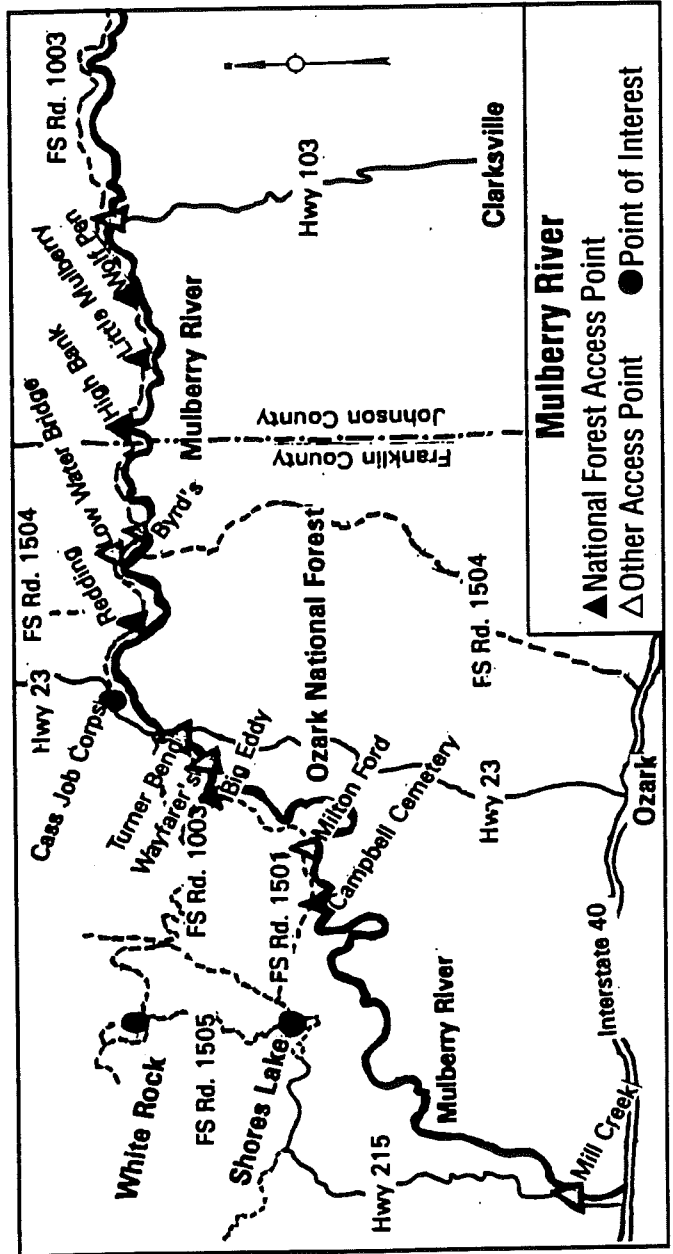 FS Rd. 1003
Hwy 103
Clarksville
Wolf Pen
Little Mulberry
High Bank
Mulberry River
Johnson County
Franklin County
Low Water Bridge
Byrd's
FS Rd. 1504
Redding
Ozark National Forest
FS Rd. 1504
Hwy 23
Cass Job Corps
Turner Bend
Wayfarer's
Big Eddy
FS Rd. 1003
Hwy 23
Ozark
Milton Ford
Campbell Cemetery
FS Rd. 1501
White Rock
FS Rd. 1505
Shores Lake
Mulberry River
Interstate 40
Hwy 215
Mill Creek
Mulberry River
▲National Forest Access Point
△Other Access Point ●Point of Interest